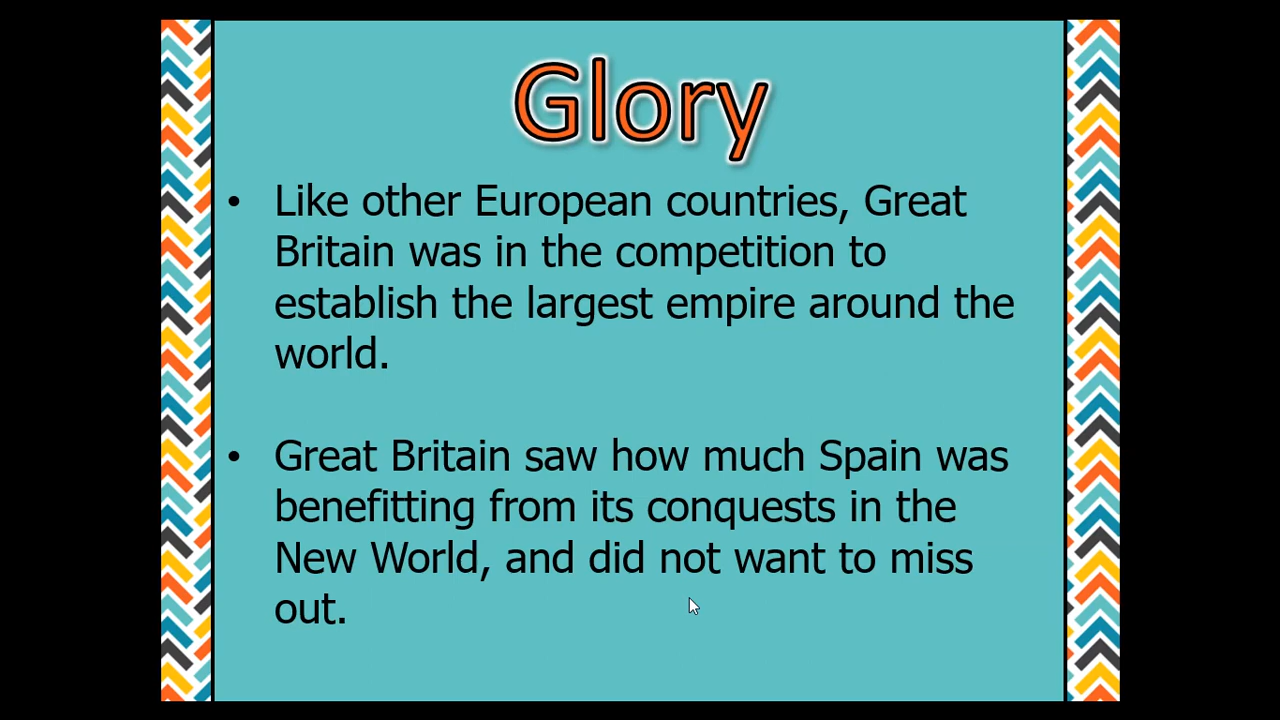 Glory
• Like other European countries, Great
Britain was in the competition to
establish the largest empire around the
world.
• Great Britain saw how much Spain was
benefitting from its conquests in the
New World, and did not want to miss
out.